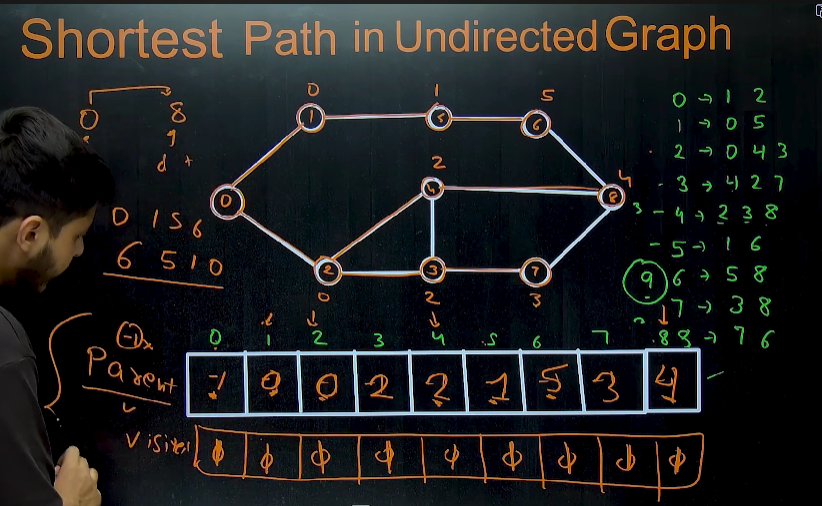 Shortest Path in Undirected Graph
0 8
9
d +
0 1 5 6
6 5 1 0
0 1 5
1 5 6 5
2
0 4 8 4
2 3 7
0 2 3
0 → 1 2
1 → 0 5
2 → 0 4 3
3 → 4 2 7
3 - 4 → 2 3 8
- 5 → 1 6
9 6 → 5 8
7 → 3 8
8 → 7 6
-1
0 1 2 3 4 5 6 7 8
Parent -1 0 0 2 2 1 5 3 4
Visited